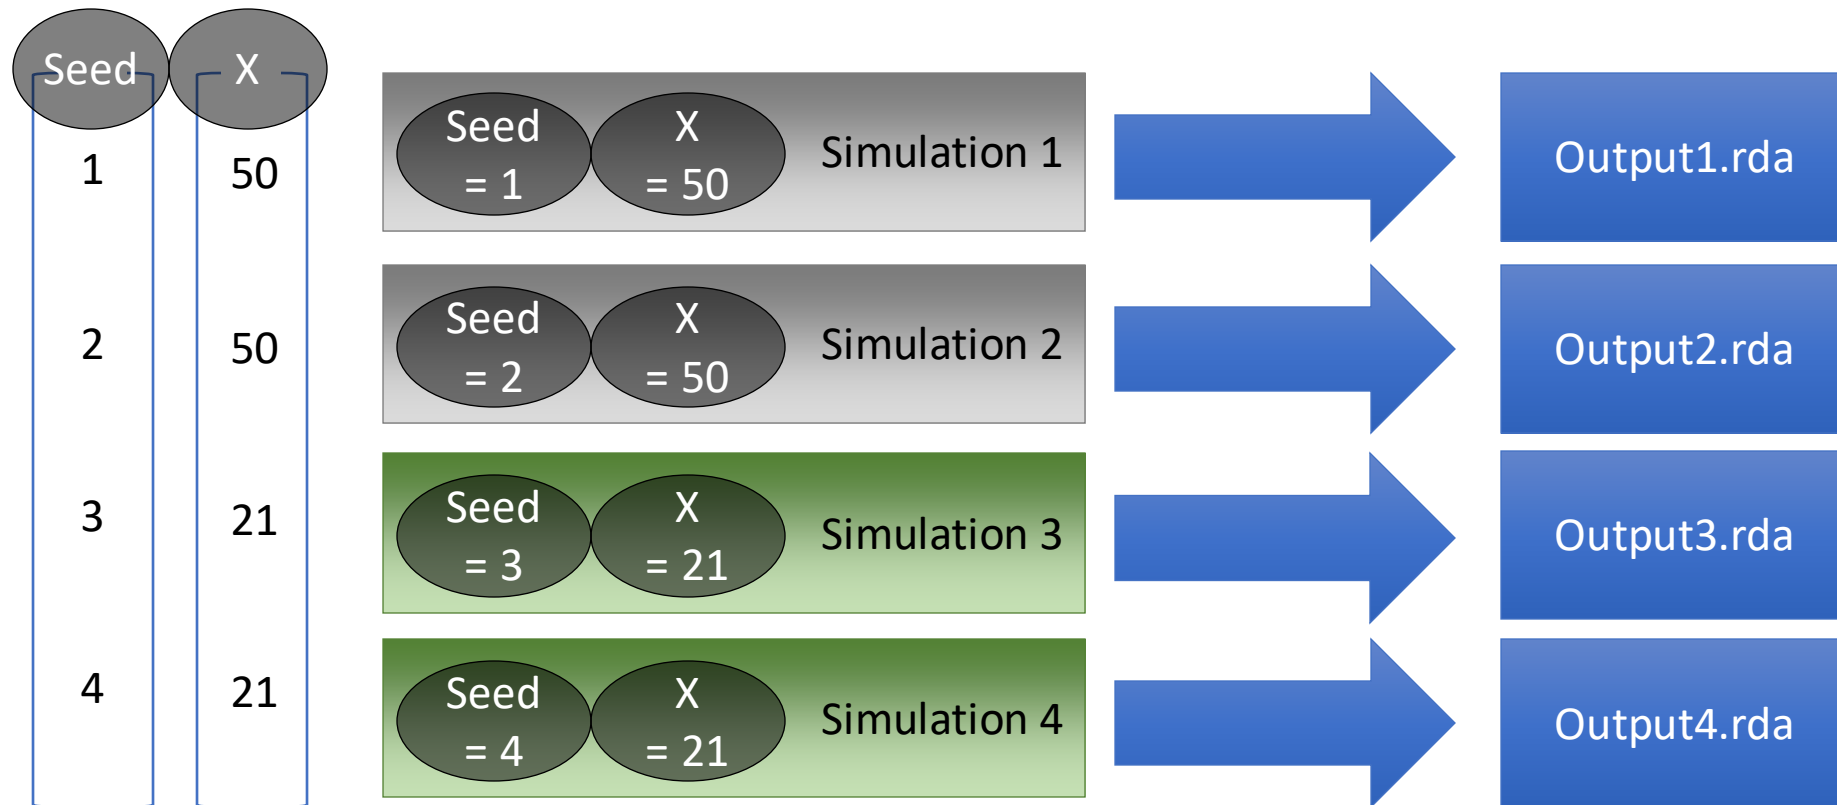 Seed X
1 50
2 50
3 21
4 21
Seed
= 1
X
= 50
Simulation 1
Output1.rda
Seed
= 2
X
= 50
Simulation 2
Output2.rda
Seed
= 3
X
= 21
Simulation 3
Output3.rda
Seed
= 4
X
= 21
Simulation 4
Output4.rda